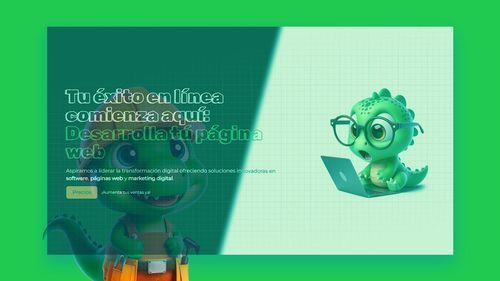 Tu éxito en línea
comienza aquí:
Desarrolla tu página
web
Aspiramos a liderar la transformación digital ofreciendo soluciones innovadoras en
software, páginas web y marketing digital.
Precios
¡Aumenta tus ventas ya!